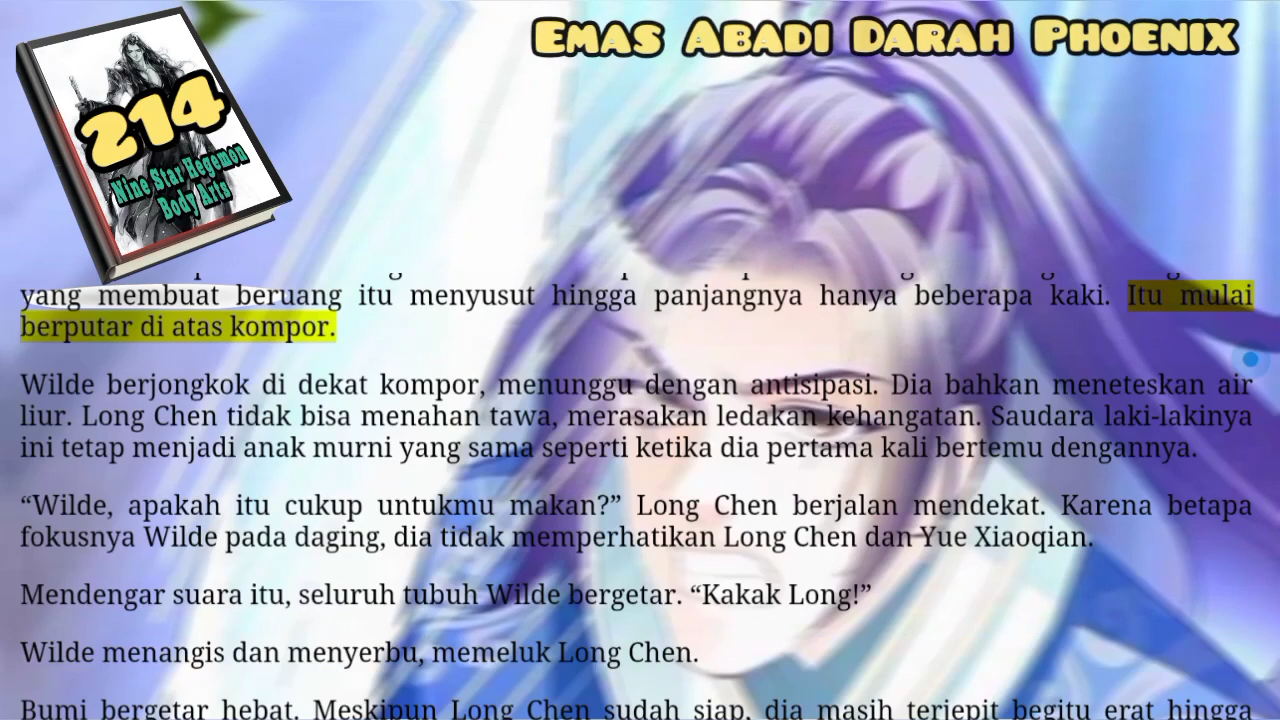 Emas Abadi Darah Phoenix
214
Nine Star Hegemon
Body Arts
yang membuat beruang itu menyusut hingga panjangnya hanya beberapa kaki. Itu mulai
berputar di atas kompor.
Wilde berjongkok di dekat kompor, menunggu dengan antisipasi. Dia bahkan meneteskan air
liur. Long Chen tidak bisa menahan tawa, merasakan ledakan kehangatan. Saudara laki-lakinya
ini tetap menjadi anak murni yang sama seperti ketika dia pertama kali bertemu dengannya.
“Wilde, apakah itu cukup untukmu makan?” Long Chen berjalan mendekat. Karena betapa
fokusnya Wilde pada daging, dia tidak memperhatikan Long Chen dan Yue Xiaoqian.
Mendengar suara itu, seluruh tubuh Wilde bergetar. “Kakak Long!”
Wilde menangis dan menyerbu, memeluk Long Chen.
Bumi bergetar hebat. Meskipun Long Chen sudah siap, dia masih terjepit begitu erat hingga